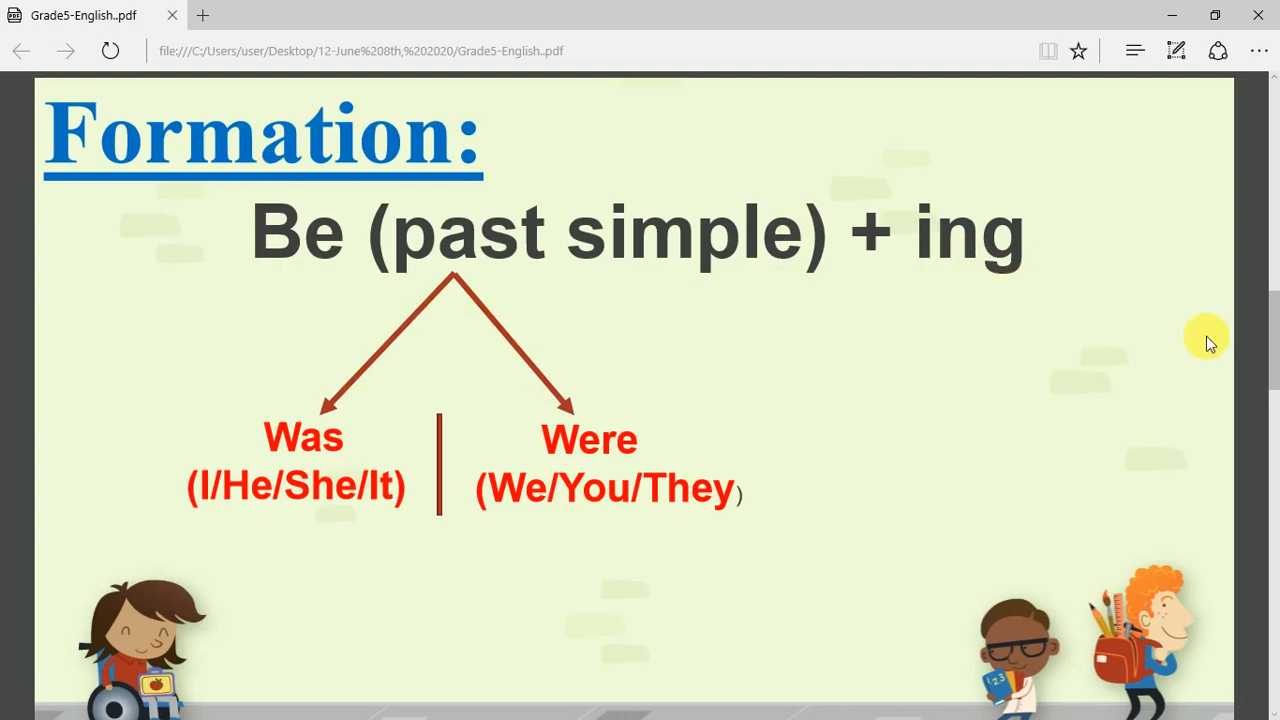 Grade5-English..pdf
file:///C:/Users/user/Desktop/12-June%208th,%202020/Grade5-English..pdf
Formation:
Be (past simple) + ing
Was
(I/He/She/It)
Were
(We/You/They)
123